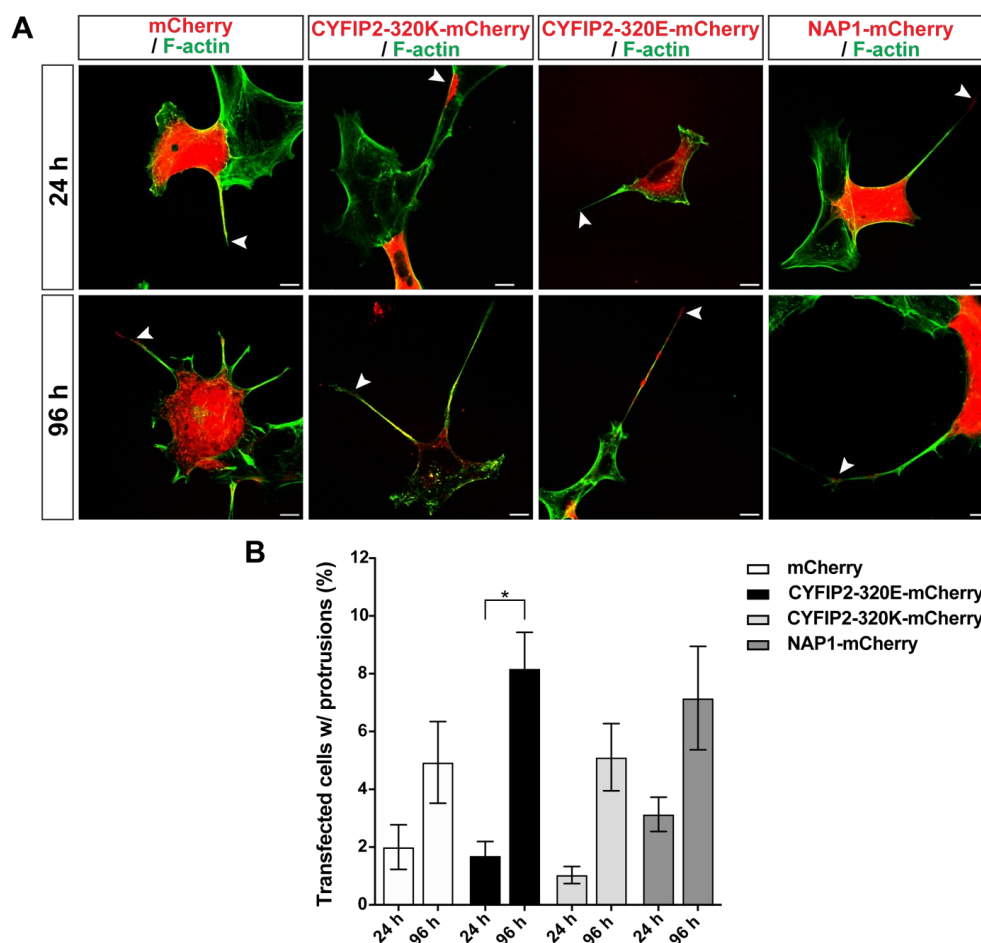 A
mCherry
/ F-actin
CYFIP2-320K-mCherry
/ F-actin
CYFIP2-320E-mCherry
/ F-actin
NAP1-mCherry
/ F-actin
24 h
96 h
B
Transfected cells w/ protrusions (%)
12
10
8
6
4
2
0
*
24 h
96 h
24 h
96 h
24 h
96 h
24 h
96 h
mCherry
CYFIP2-320E-mCherry
CYFIP2-320K-mCherry
NAP1-mCherry